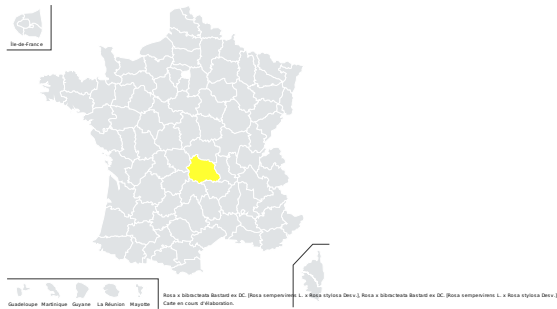 Île-de-France
Guadeloupe Martinique Guyane La Réunion Mayotte
Rosa x bibracteata Bastard ex DC. [Rosa sempervirens L. x Rosa stylosa Desv.], Rosa x bibracteata Bastard ex DC. [Rosa sempervirens L. x Rosa stylosa Desv.]
Carte en cours d'élaboration.